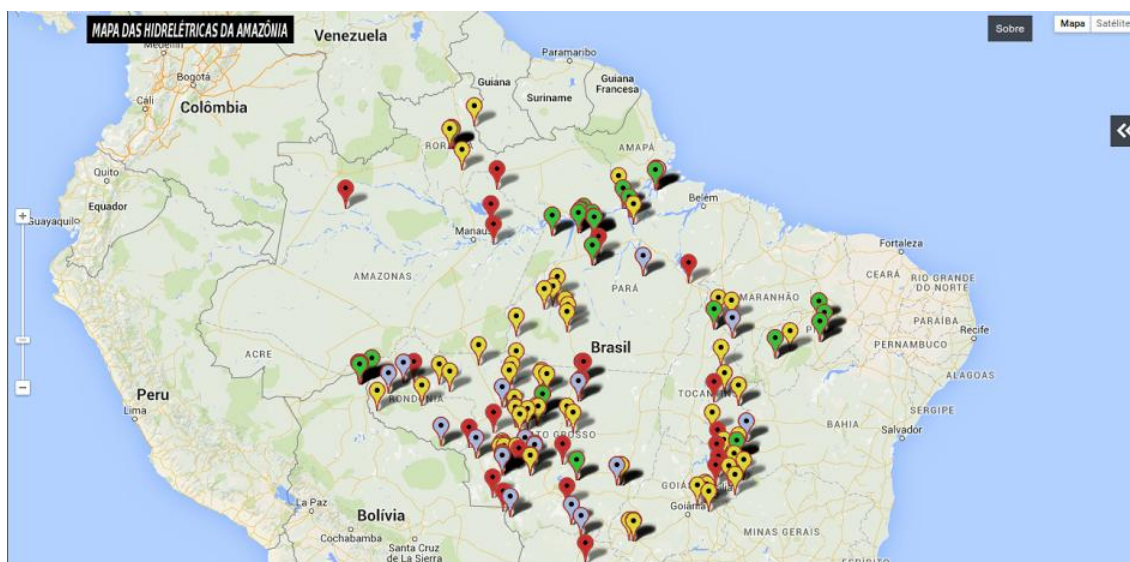 MAPA DAS HIDRELÉTRICAS DA AMAZÔNIA
Sobre
Mapa Satélite
Medellín
Venezuela
Bogotá
Cáli
Colômbia
Paramaribo
Guiana
Suriname
Guiana
Francesa
Quito
Equador
Guayaquil
AMAPÁ
Belém
Manaus
AMAZONAS
PARÁ
MARANHÃO
Fortaleza
CEARÁ
RIO GRANDE
DO NORTE
PARAÍBA
Recife
PERNAMBUCO
ALAGOAS
SERGIPE
Brasil
ACRE
RONDÔNIA
Peru
Lima
BAHIA
Salvador
La Paz
Bolívia
Cochabamba
Santa Cruz
de La Sierra
Goiânia
MINAS GERAIS